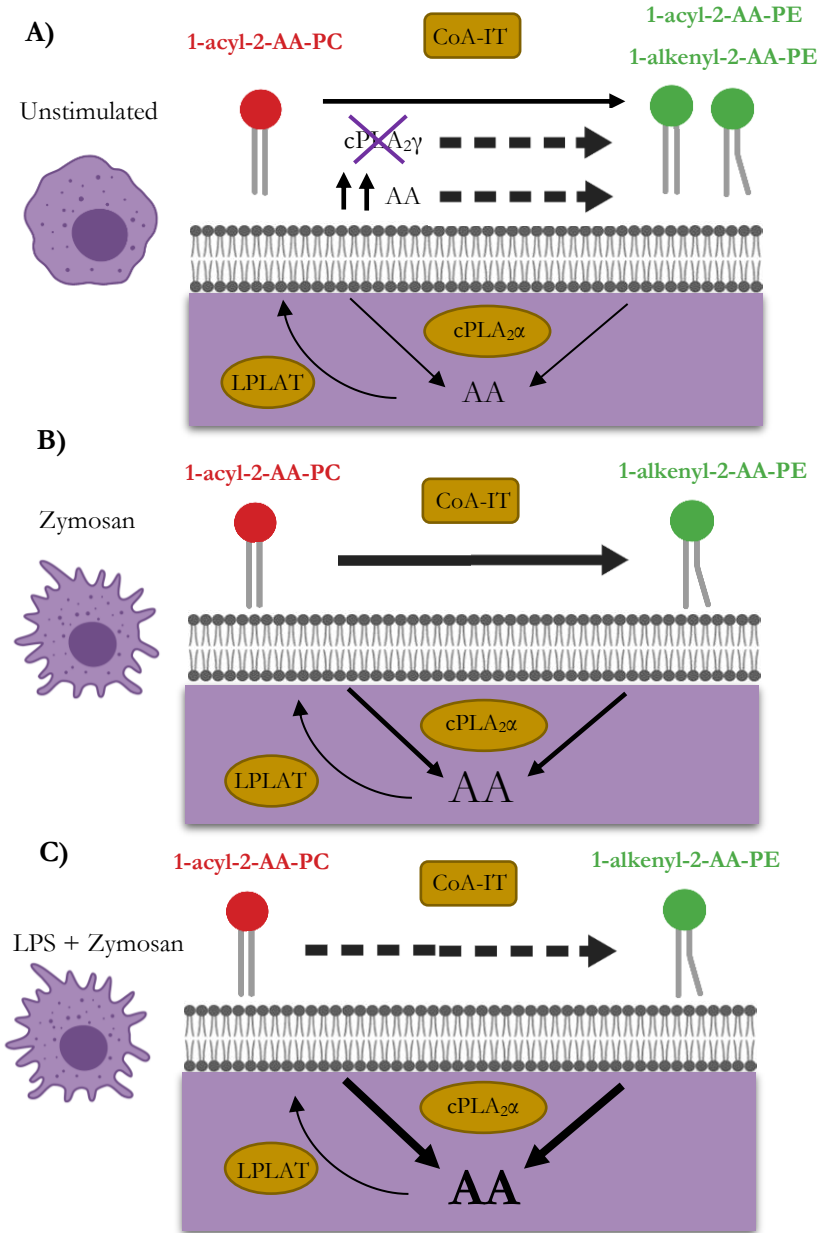 A)
1-acyl-2-AA-PC
CoA-IT
1-acyl-2-AA-PE
1-alkenyl-2-AA-PE
Unstimulated
cPLA₂γ
AA
cPLA₂α
LPLAT
AA
B)
1-acyl-2-AA-PC
CoA-IT
1-alkenyl-2-AA-PE
Zymosan
cPLA₂α
LPLAT
AA
C)
1-acyl-2-AA-PC
CoA-IT
1-alkenyl-2-AA-PE
LPS + Zymosan
cPLA₂α
LPLAT
AA